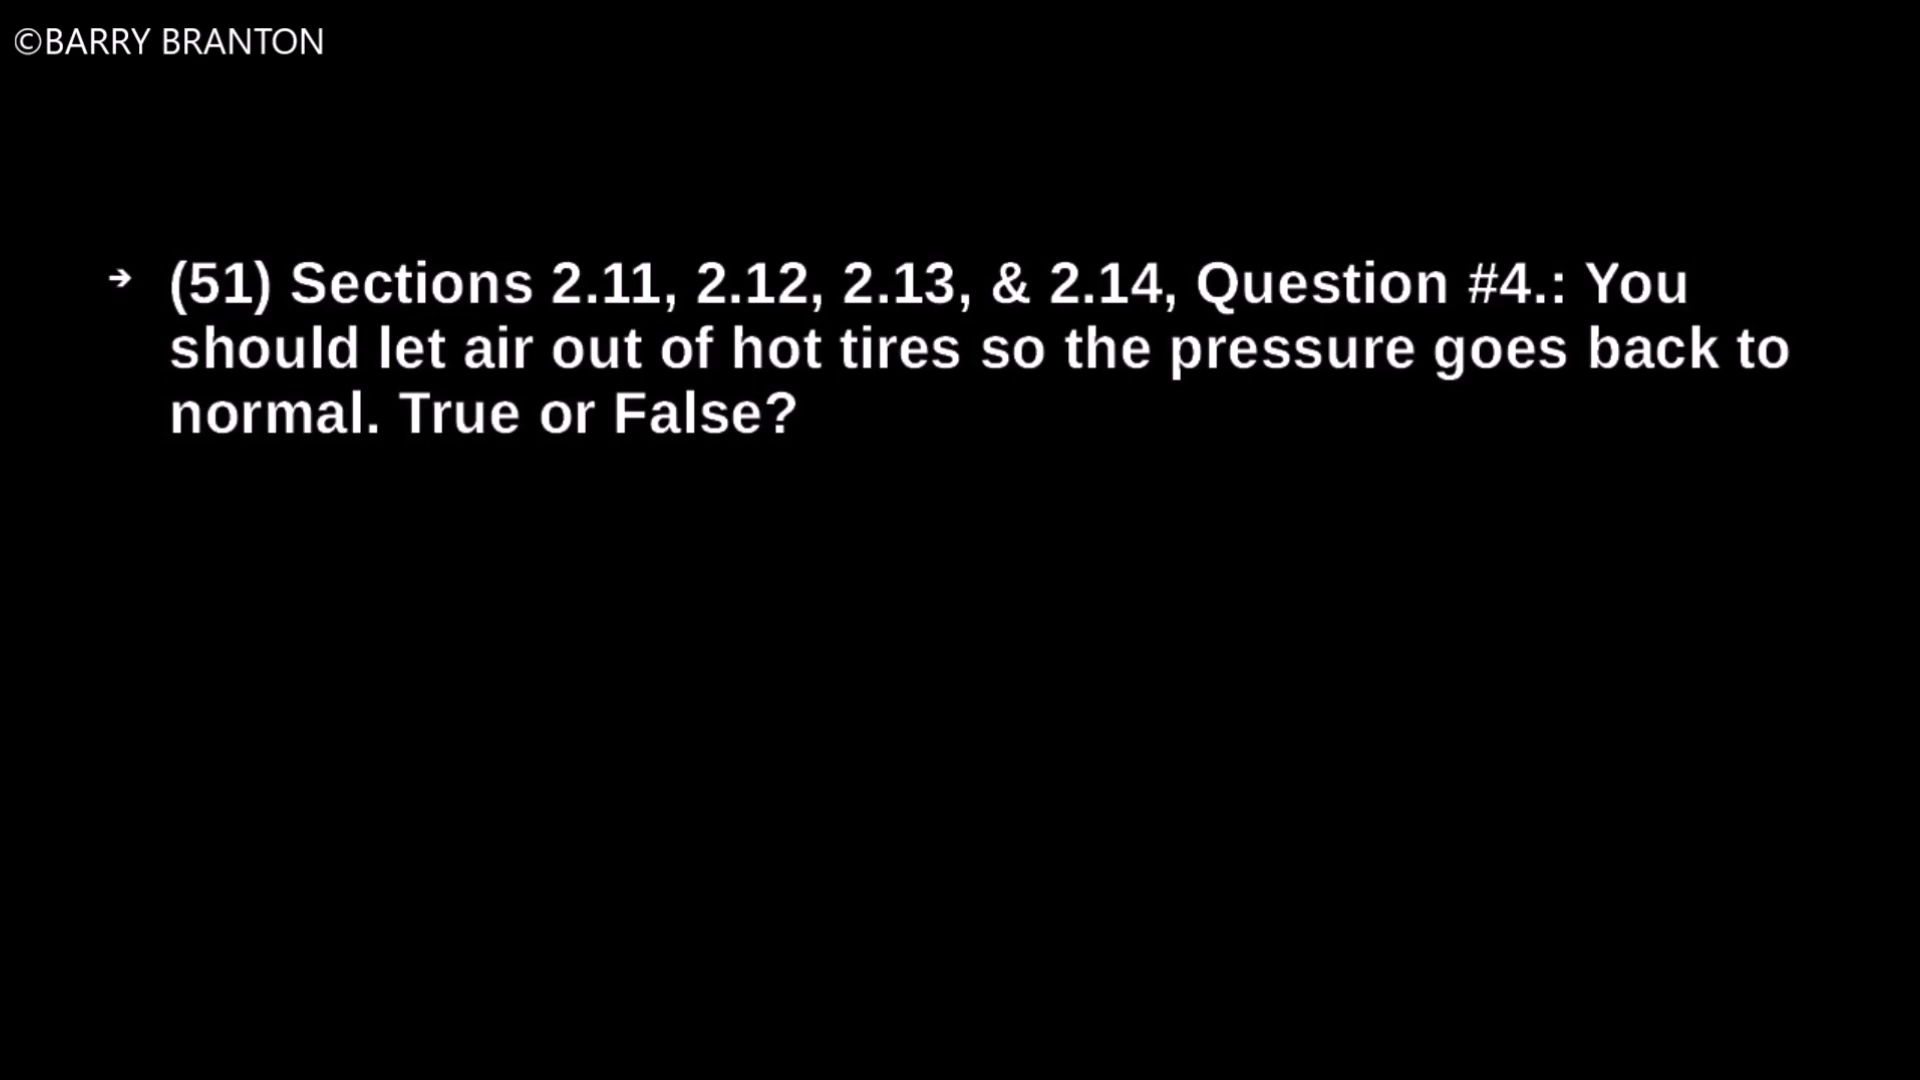 ©BARRY BRANTON
➔ (51) Sections 2.11, 2.12, 2.13, & 2.14, Question #4.: You
should let air out of hot tires so the pressure goes back to
normal. True or False?